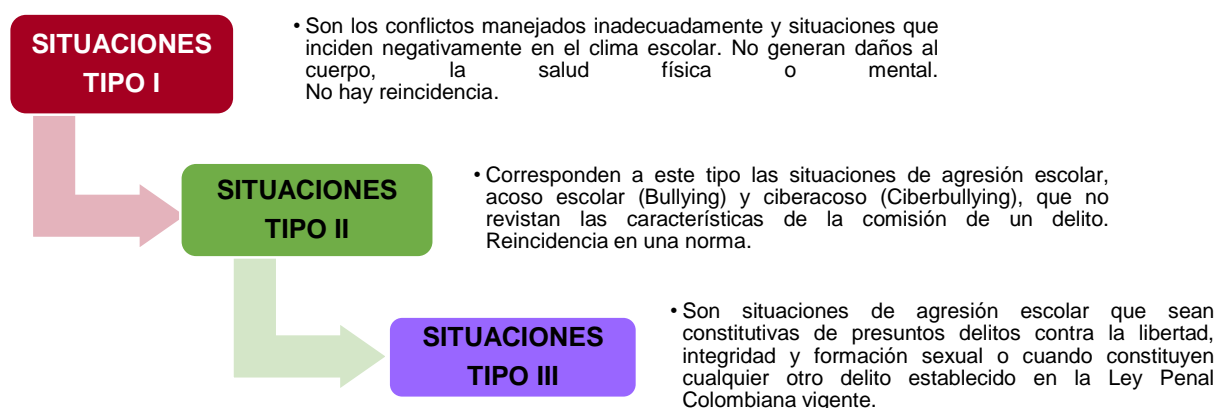 SITUACIONES
TIPO I
• Son los conflictos manejados inadecuadamente y situaciones que
inciden negativamente en el clima escolar. No generan daños al
cuerpo, la salud física o mental.
No hay reincidencia.
SITUACIONES
TIPO II
• Corresponden a este tipo las situaciones de agresión escolar,
acoso escolar (Bullying) y ciberacoso (Ciberbullying), que no
revistan las características de la comisión de un delito.
Reincidencia en una norma.
SITUACIONES
TIPO III
• Son situaciones de agresión escolar que sean
constitutivas de presuntos delitos contra la libertad,
integridad y formación sexual o cuando constituyen
cualquier otro delito establecido en la Ley Penal
Colombiana vigente.